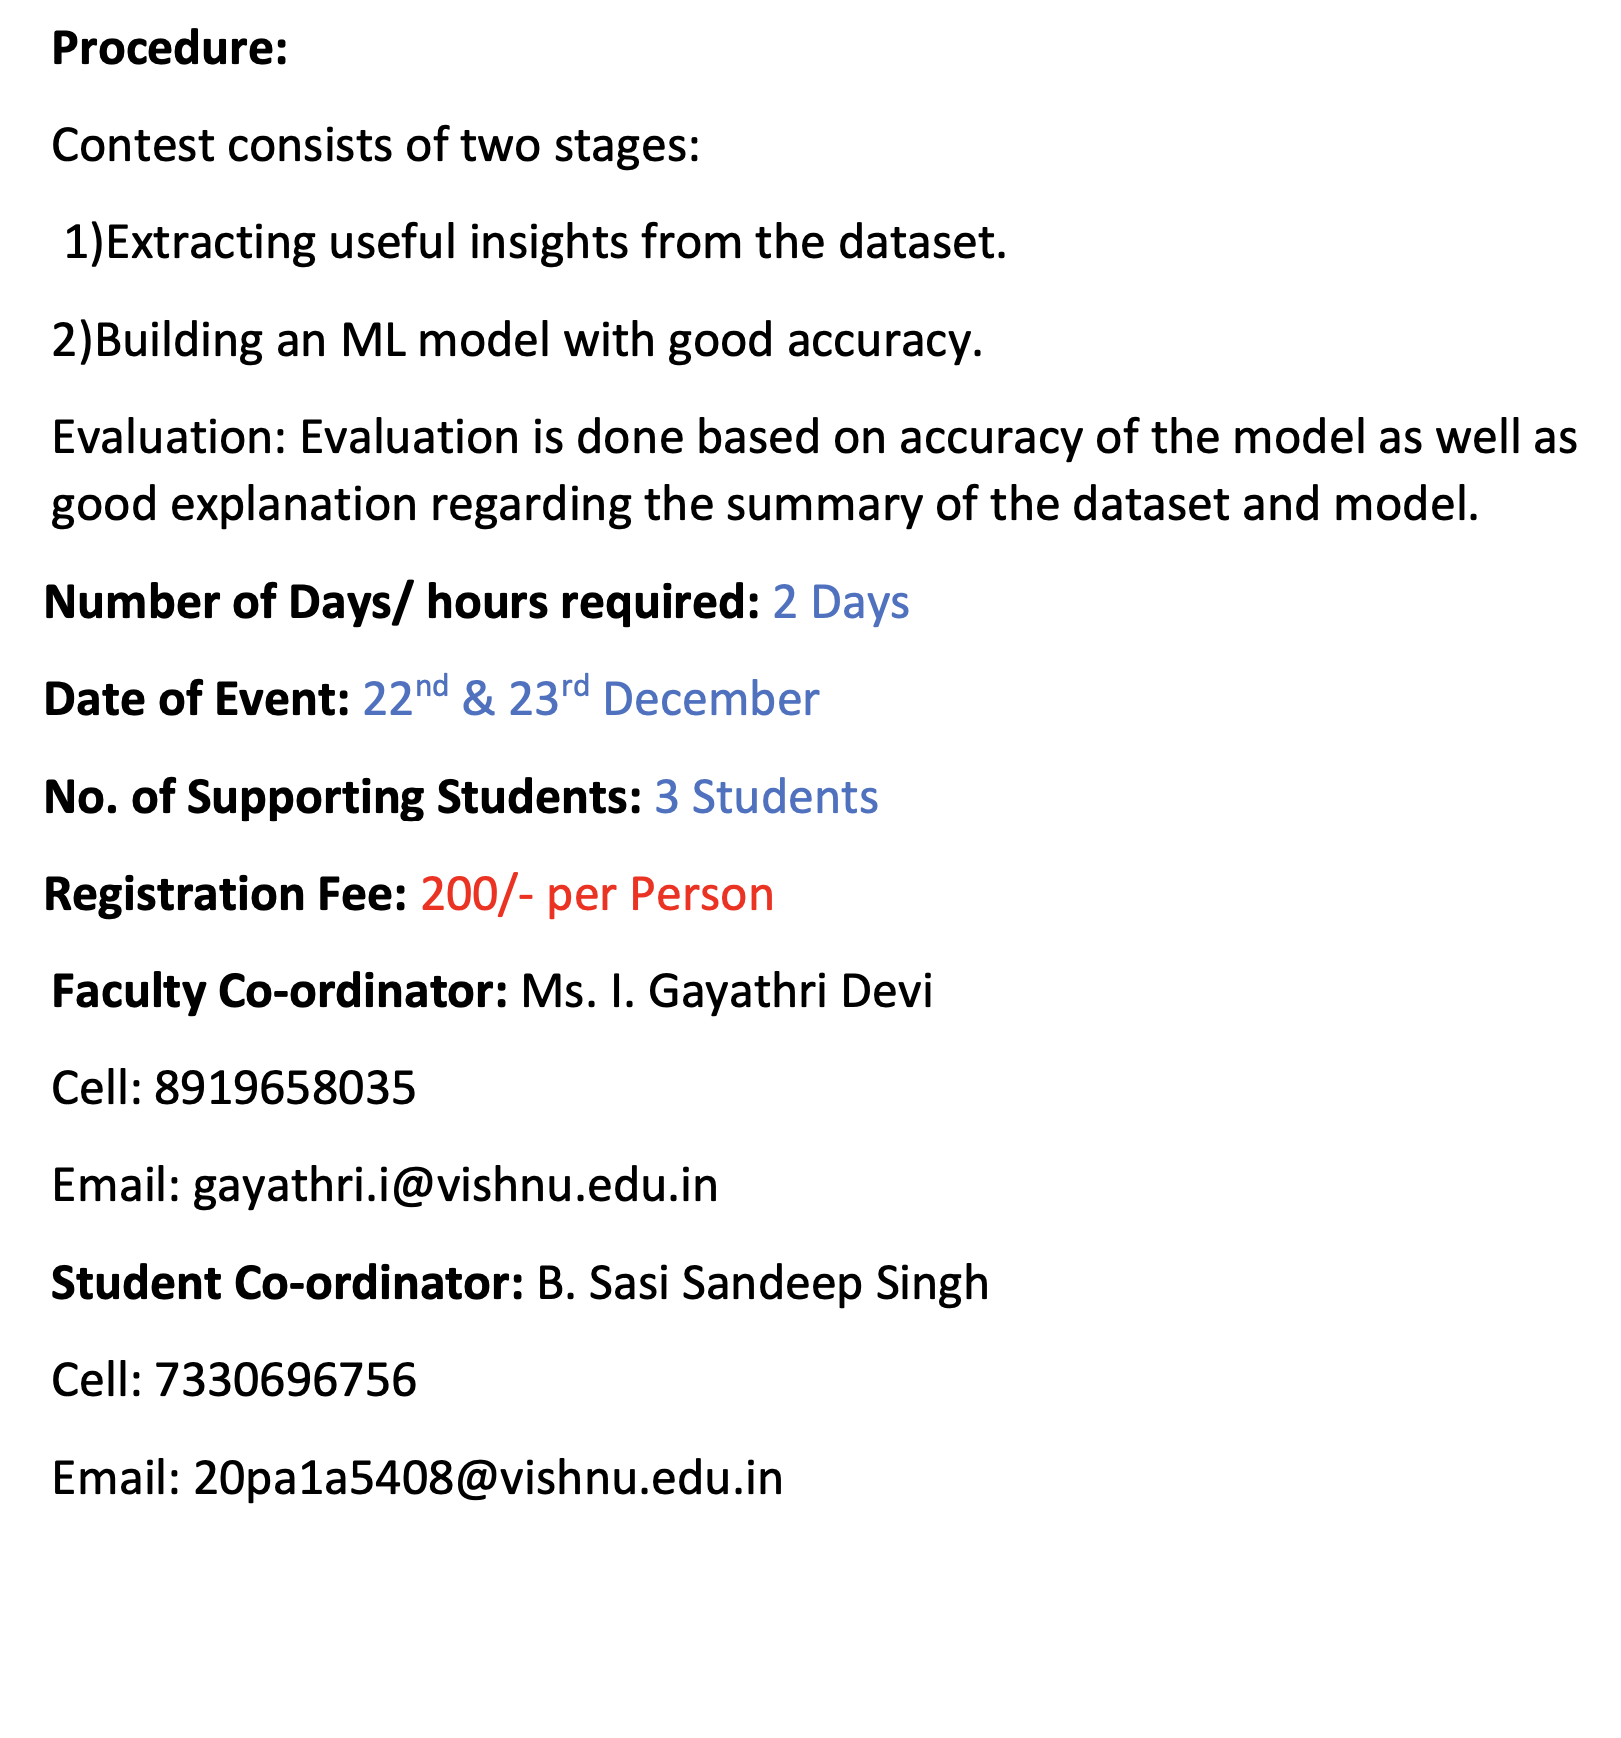 Procedure:
Contest consists of two stages:
1)Extracting useful insights from the dataset.
2)Building an ML model with good accuracy.
Evaluation: Evaluation is done based on accuracy of the model as well as
good explanation regarding the summary of the dataset and model.
Number of Days/ hours required: 2 Days
Date of Event: 22nd & 23rd December
No. of Supporting Students: 3 Students
Registration Fee: 200/- per Person
Faculty Co-ordinator: Ms. I. Gayathri Devi
Cell: 8919658035
Email: gayathri.i@vishnu.edu.in
Student Co-ordinator: B. Sasi Sandeep Singh
Cell: 7330696756
Email: 20pa1a5408@vishnu.edu.in